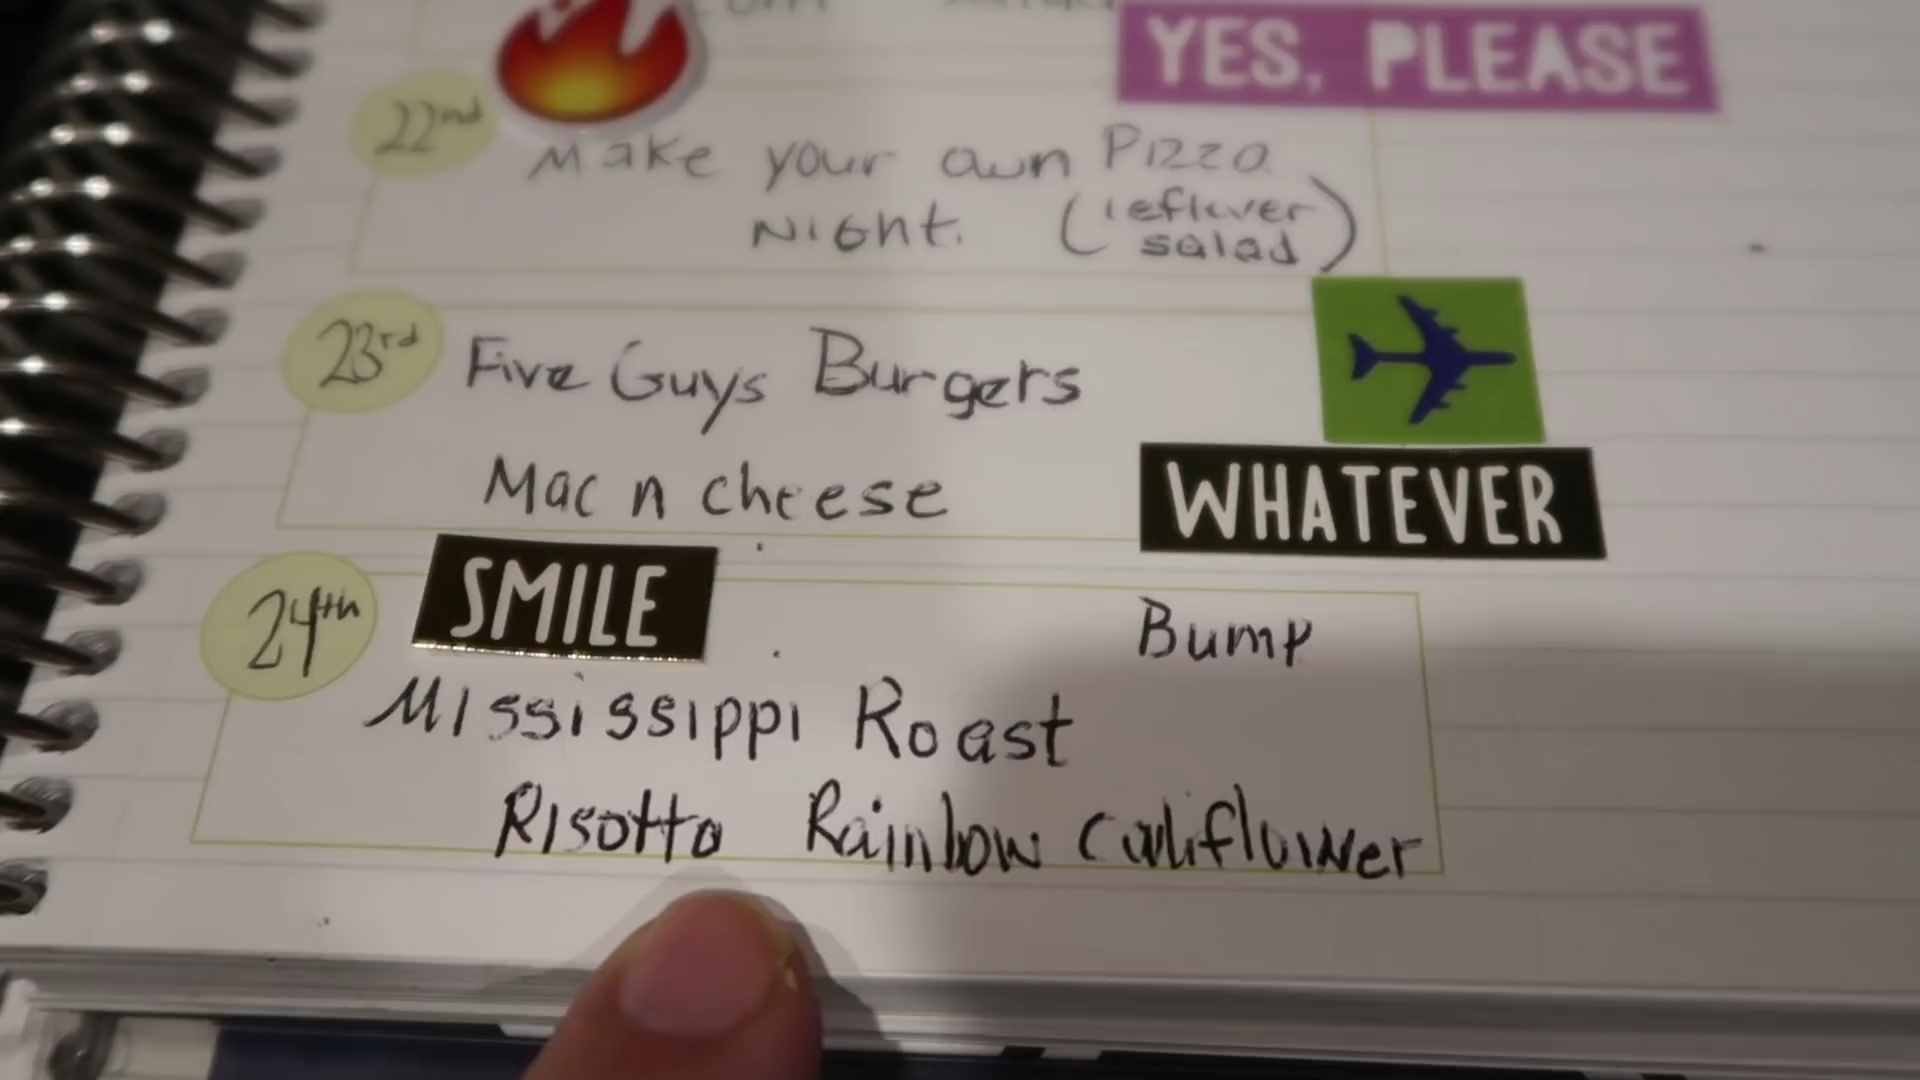 YES, PLEASE
22nd
Make your own Pizza
Night. (leftover
salad)
23rd Five Guys Burgers
Mac n cheese
WHATEVER
24th SMILE
Bump
Mississippi Roast
Risotto Rainbow Cauliflower